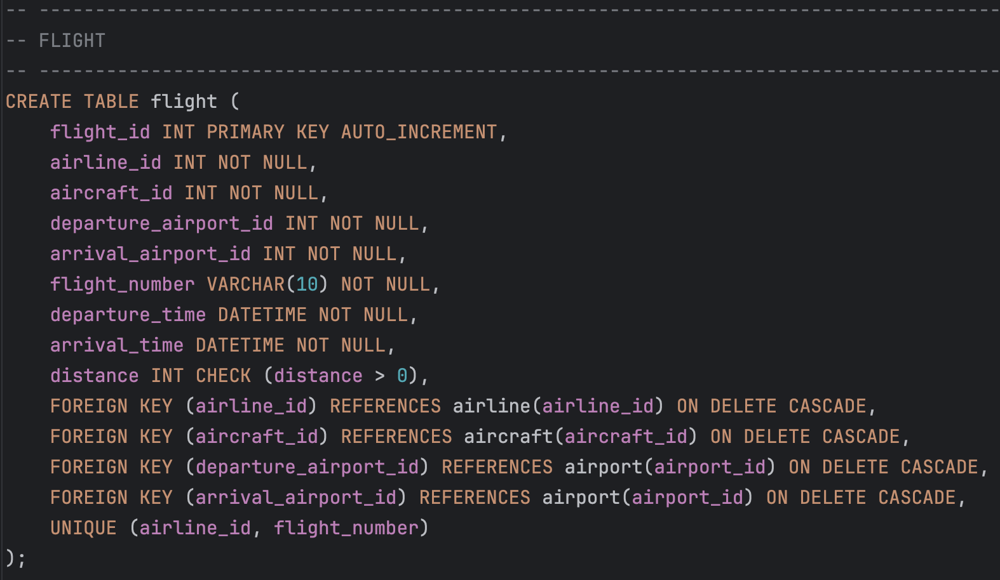 -- --------------------------------------------------------------------------------------
-- FLIGHT
-- --------------------------------------------------------------------------------------
CREATE TABLE flight (
    flight_id INT PRIMARY KEY AUTO_INCREMENT,
    airline_id INT NOT NULL,
    aircraft_id INT NOT NULL,
    departure_airport_id INT NOT NULL,
    arrival_airport_id INT NOT NULL,
    flight_number VARCHAR(10) NOT NULL,
    departure_time DATETIME NOT NULL,
    arrival_time DATETIME NOT NULL,
    distance INT CHECK (distance > 0),
    FOREIGN KEY (airline_id) REFERENCES airline(airline_id) ON DELETE CASCADE,
    FOREIGN KEY (aircraft_id) REFERENCES aircraft(aircraft_id) ON DELETE CASCADE,
    FOREIGN KEY (departure_airport_id) REFERENCES airport(airport_id) ON DELETE CASCADE,
    FOREIGN KEY (arrival_airport_id) REFERENCES airport(airport_id) ON DELETE CASCADE,
    UNIQUE (airline_id, flight_number)
);